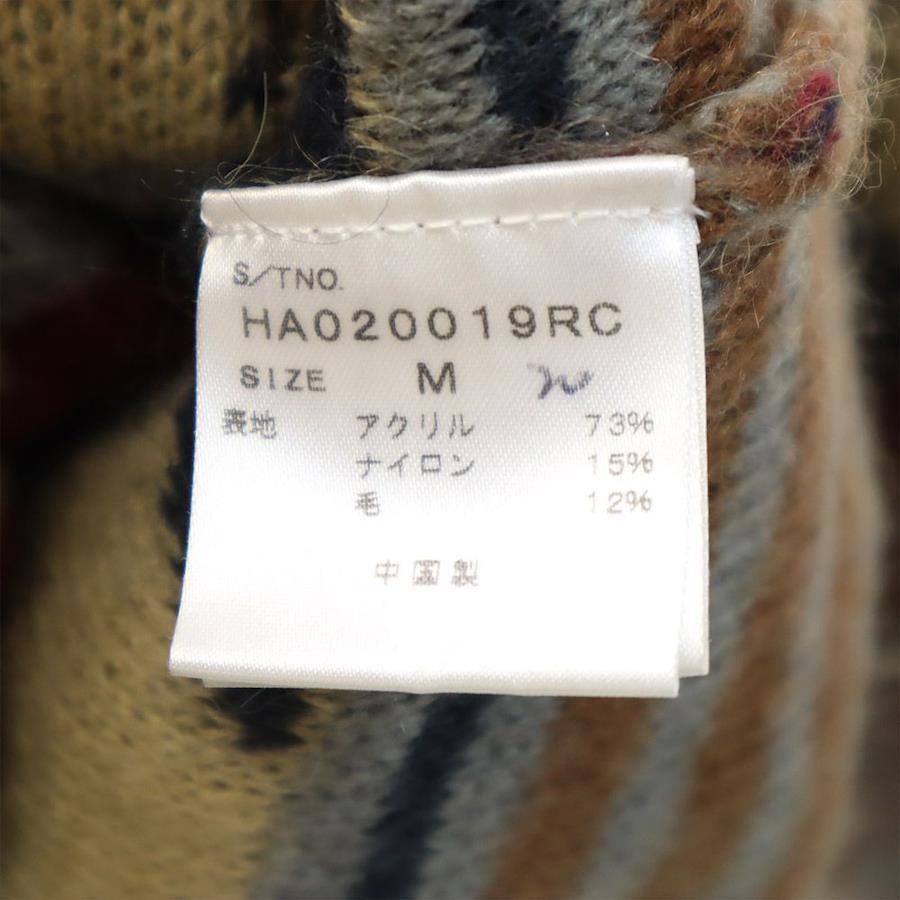 S/TNO.
HA020019RC
SIZE M
表地 アクリル 73%
ナイロン 15%
毛 12%
中国製